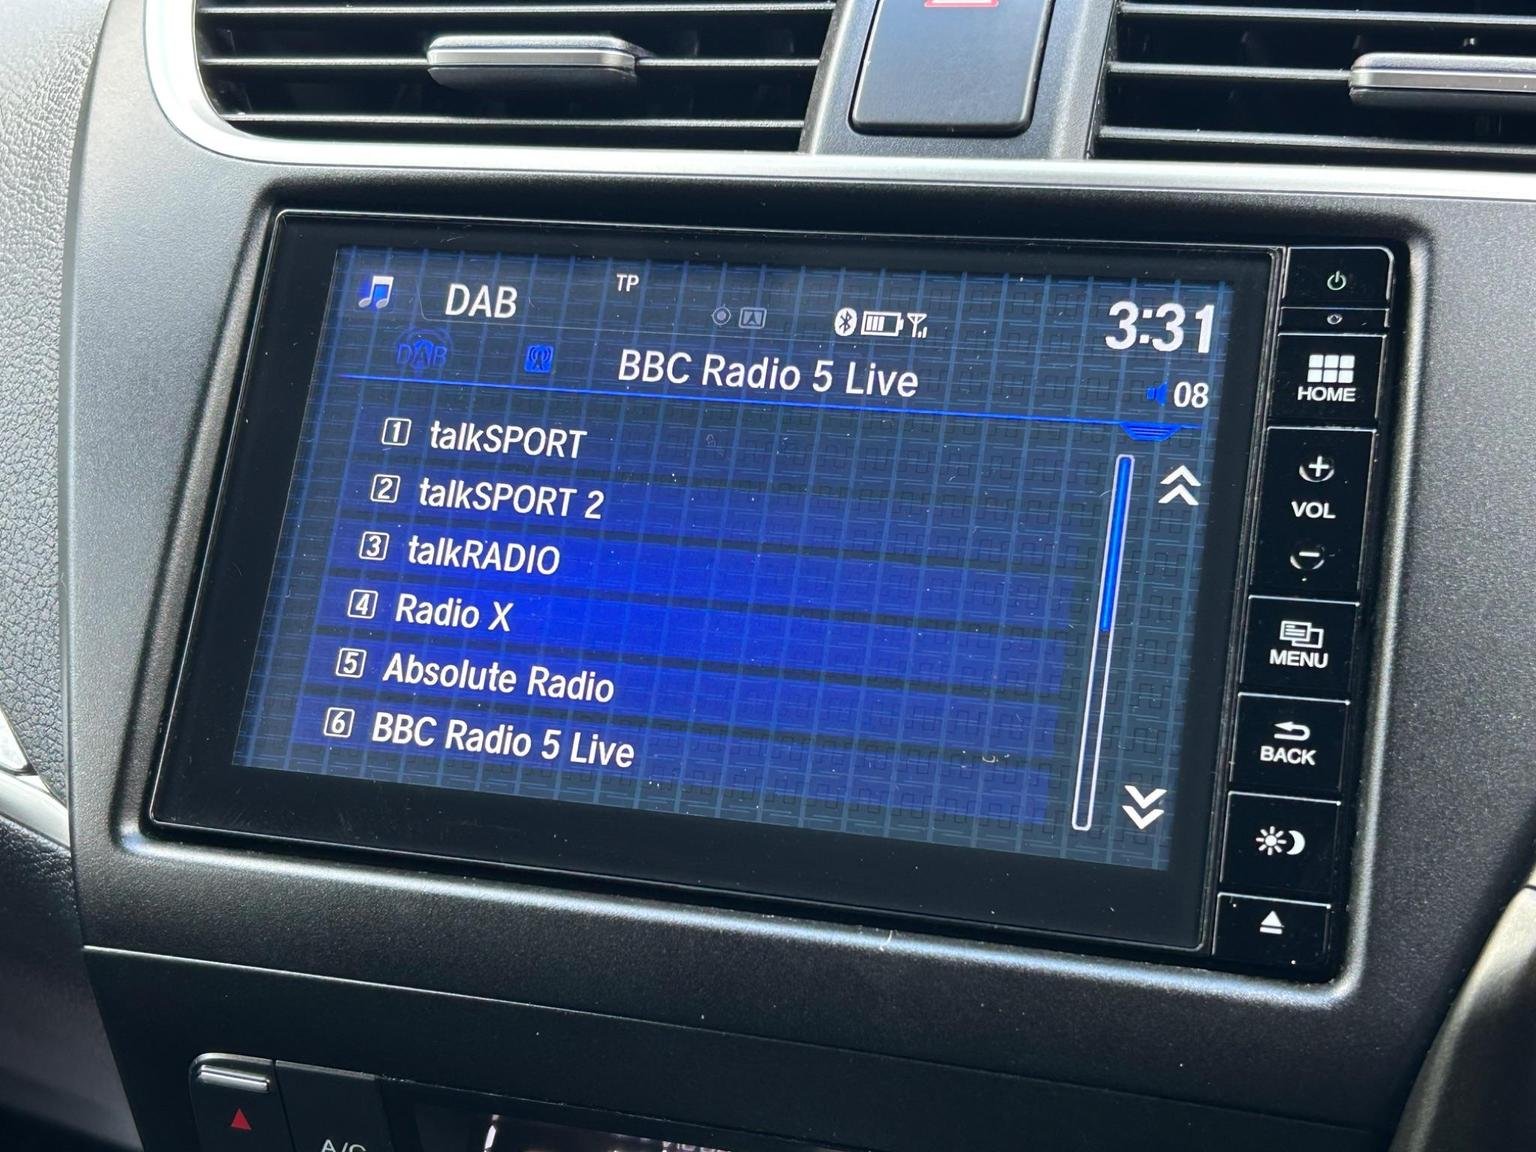 DAB
TP
3:31
DAB
BBC Radio 5 Live
08
1 talkSPORT
2 talkSPORT 2
3 talkRADIO
4 Radio X
5 Absolute Radio
6 BBC Radio 5 Live
HOME
VOL
MENU
BACK
A/C